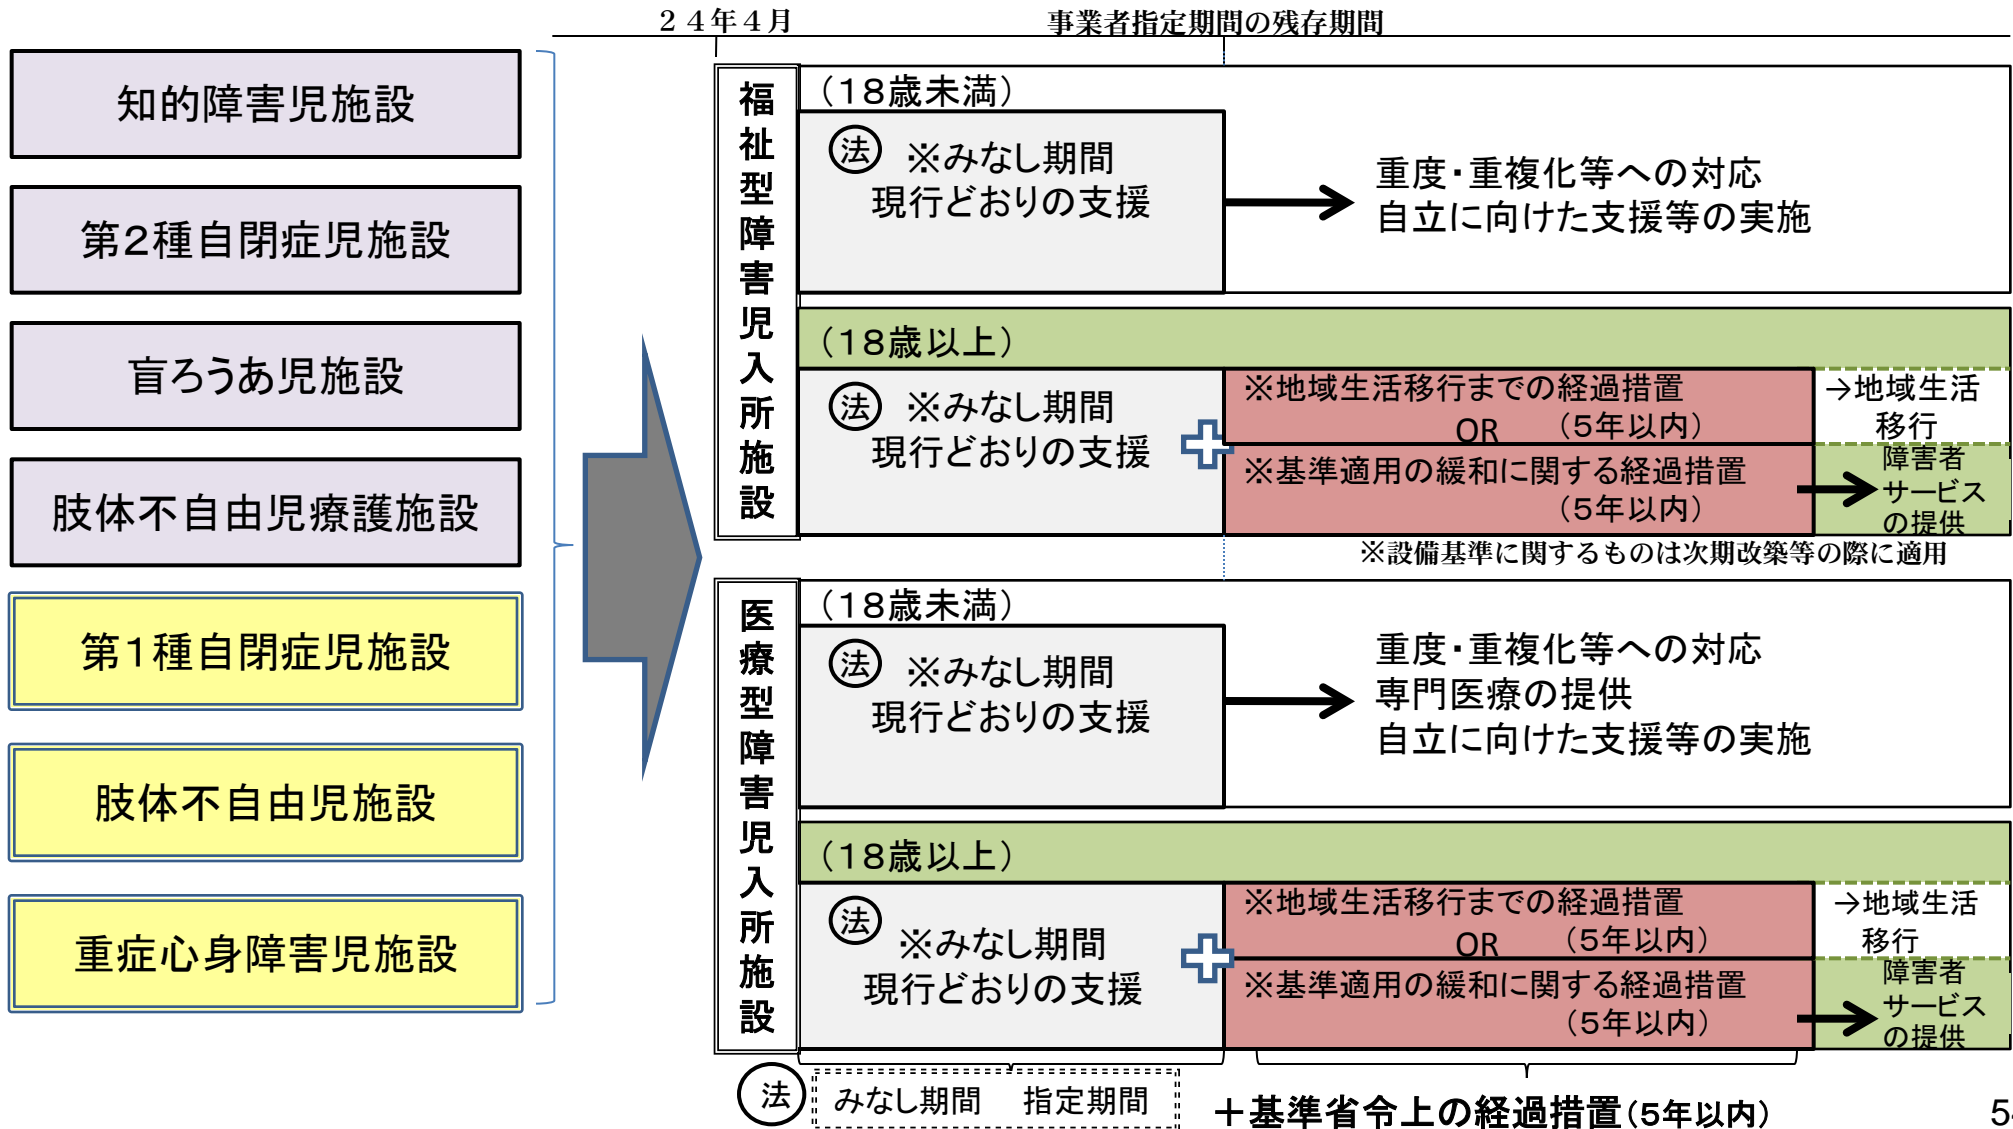 ２４年４月
事業者指定期間の残存期間
知的障害児施設
第２種自閉症児施設
盲ろうあ児施設
肢体不自由児療護施設
第１種自閉症児施設
肢体不自由児施設
重症心身障害児施設
福祉型障害児入所施設
（１８歳未満）
法 ※みなし期間
現行どおりの支援
重度・重複化等への対応
自立に向けた支援等の実施
（１８歳以上）
法 ※みなし期間
現行どおりの支援
※地域生活移行までの経過措置
OR （５年以内）
※基準適用の緩和に関する経過措置
（５年以内）
→地域生活
移行
障害者
サービス
の提供
※設備基準に関するものは次期改築等の際に適用
医療型障害児入所施設
（１８歳未満）
法 ※みなし期間
現行どおりの支援
重度・重複化等への対応
専門医療の提供
自立に向けた支援等の実施
（１８歳以上）
法 ※みなし期間
現行どおりの支援
※地域生活移行までの経過措置
OR （５年以内）
※基準適用の緩和に関する経過措置
（５年以内）
→地域生活
移行
障害者
サービス
の提供
法 みなし期間 指定期間
＋基準省令上の経過措置（５年以内）